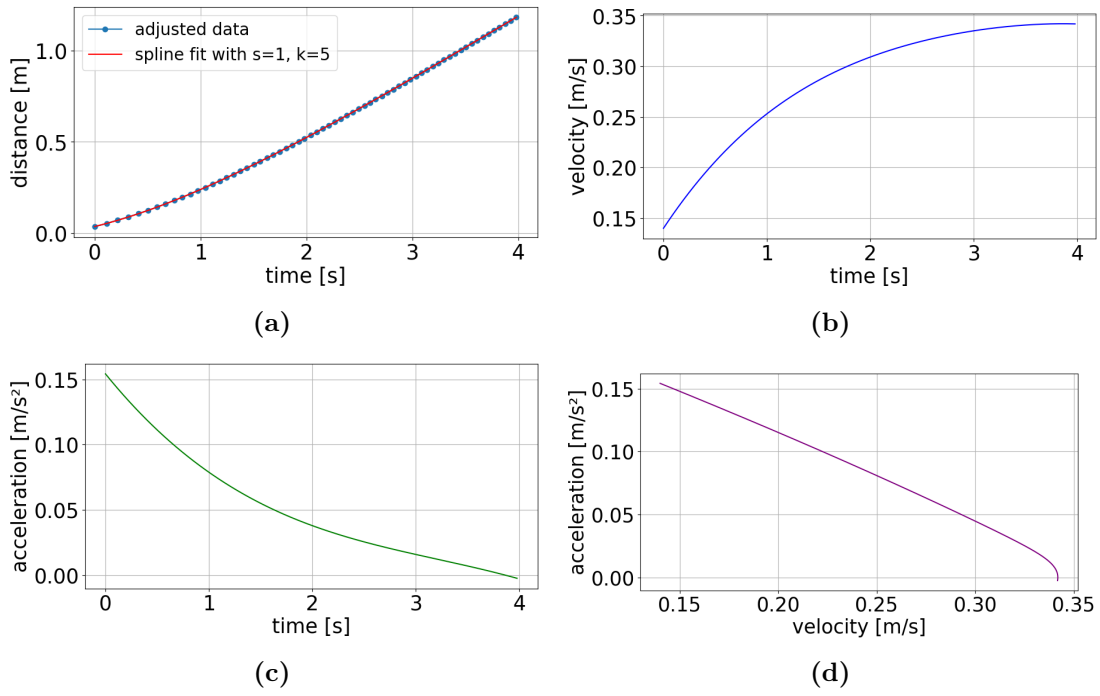 adjusted data
spline fit with s=1, k=5
distance [m]
1.0
0.5
0.0
0 1 2 3 4
time [s]
(a)
velocity [m/s]
0.35
0.30
0.25
0.20
0.15
0 1 2 3 4
time [s]
(b)
acceleration [m/s²]
0.15
0.10
0.05
0.00
0 1 2 3 4
time [s]
(c)
acceleration [m/s²]
0.15
0.10
0.05
0.00
0.15 0.20 0.25 0.30 0.35
velocity [m/s]
(d)